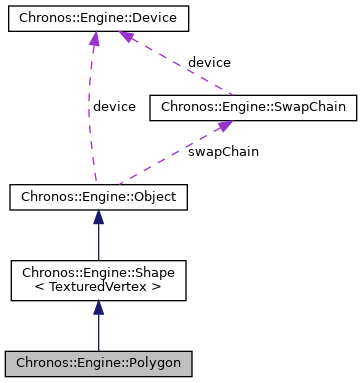 Chronos::Engine::Device
device
device
Chronos::Engine::SwapChain
swapChain
Chronos::Engine::Object
Chronos::Engine::Shape
< TexturedVertex >
Chronos::Engine::Polygon